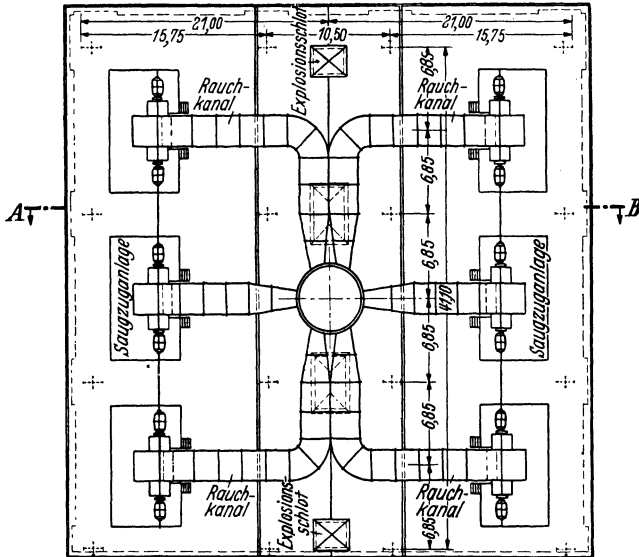 21,00
21,00
15,75
10,50
15,75
Explosionsschlot
6,85
Rauch-
kanal
Rauch-
kanal
6,85
A
B
6,85
Saugzuganlage
41,10
Saugzuganlage
6,85
6,85
Rauch-
kanal
Explosions-
schlot
Rauch-
kanal
6,85